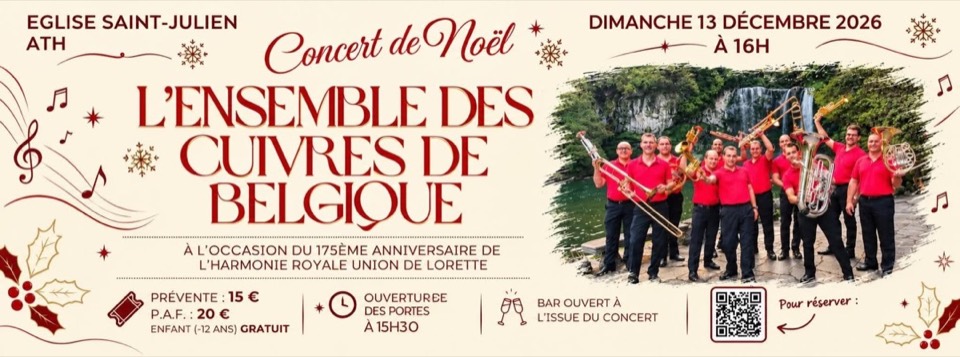 EGLISE SAINT-JULIEN
ATH
Concert de Noël
DIMANCHE 13 DÉCEMBRE 2026
À 16H
L'ENSEMBLE DES
CUIVRES DE
BELGIQUE
À L'OCCASION DU 175ÈME ANNIVERSAIRE DE
L'HARMONIE ROYALE UNION DE LORETTE
PRÉVENTE : 15 €
P.A.F. : 20 €
ENFANT (-12 ANS) GRATUIT
OUVERTURE DE
DES PORTES
À 15H30
BAR OUVERT À
L'ISSUE DU CONCERT
Pour réserver :